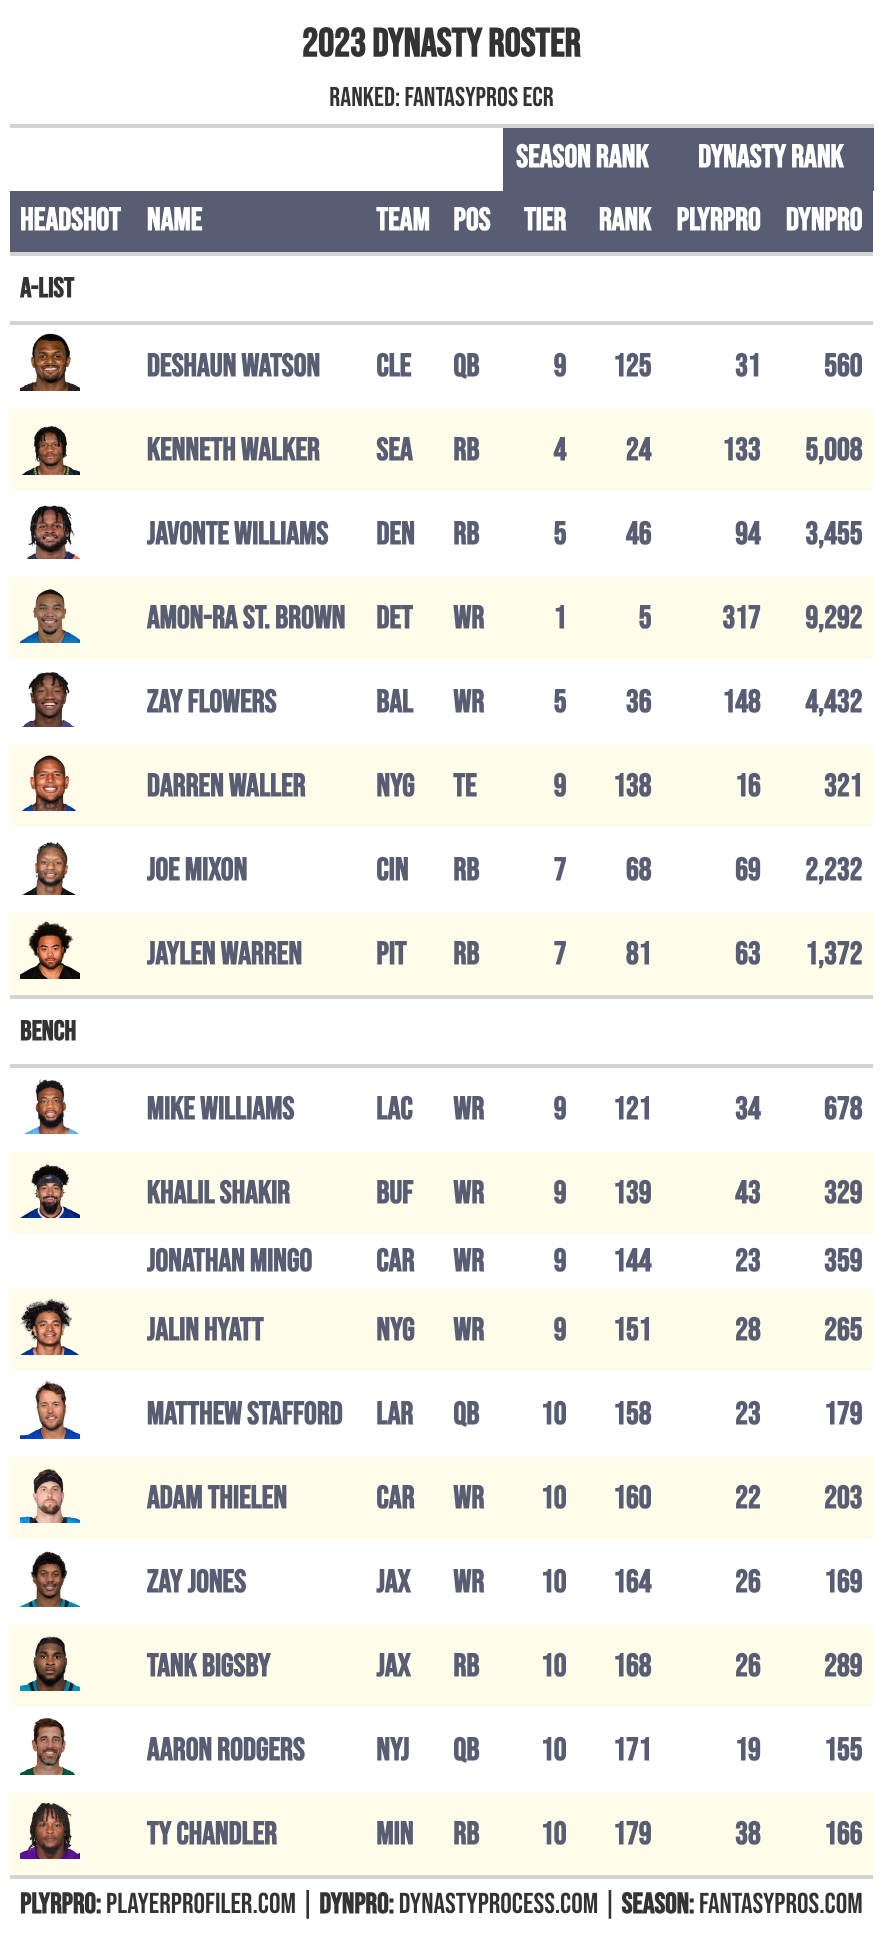 2023 DYNASTY ROSTER
RANKED: FANTASYPROS ECR
SEASON RANK DYNASTY RANK
HEADSHOT NAME TEAM POS TIER RANK PLYRPRO DYNPRO
A-LIST
DESHAUN WATSON CLE QB 9 125 31 560
KENNETH WALKER SEA RB 4 24 133 5,008
JAVONTE WILLIAMS DEN RB 5 46 94 3,455
AMON-RA ST. BROWN DET WR 1 5 317 9,292
ZAY FLOWERS BAL WR 5 36 148 4,432
DARREN WALLER NYG TE 9 138 16 321
JOE MIXON CIN RB 7 68 69 2,232
JAYLEN WARREN PIT RB 7 81 63 1,372
BENCH
MIKE WILLIAMS LAC WR 9 121 34 678
KHALIL SHAKIR BUF WR 9 139 43 329
JONATHAN MINGO CAR WR 9 144 23 359
JALIN HYATT NYG WR 9 151 28 265
MATTHEW STAFFORD LAR QB 10 158 23 179
ADAM THIELEN CAR WR 10 160 22 203
ZAY JONES JAX WR 10 164 26 169
TANK BIGSBY JAX RB 10 168 26 289
AARON RODGERS NYJ QB 10 171 19 155
TY CHANDLER MIN RB 10 179 38 166
PLYRPRO: PLAYERPROFILER.COM | DYNPRO: DYNASTYPROCESS.COM | SEASON: FANTASYPROS.COM